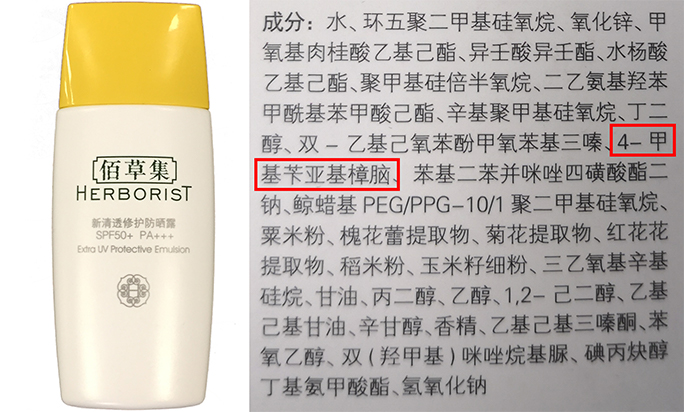 佰草集
HERBORIST
新清透修护防晒露
SPF50+ PA+++
Extra UV Protective Emulsion
成分：水、环五聚二甲基硅氧烷、氧化锌、甲
氧基肉桂酸乙基己酯、异壬酸异壬酯、水杨酸
乙基己酯、聚甲基硅倍半氧烷、二乙氨基羟苯
甲酰基苯甲酸己酯、辛基聚甲基硅氧烷、丁二
醇、双－乙基己氧苯酚甲氧苯基三嗪、4－甲
基苄亚基樟脑、苯基二苯并咪唑四磺酸酯二
钠、鲸蜡基 PEG/PPG-10/1 聚二甲基硅氧烷、
粟米粉、槐花蕾提取物、菊花提取物、红花花
提取物、稻米粉、玉米籽细粉、三乙氧基辛基
硅烷、甘油、丙二醇、乙醇、1,2－己二醇、乙基
己基甘油、辛甘醇、香精、乙基己基三嗪酮、苯
氧乙醇、双（羟甲基）咪唑烷基脲、碘丙炔醇
丁基氨甲酸酯、氢氧化钠